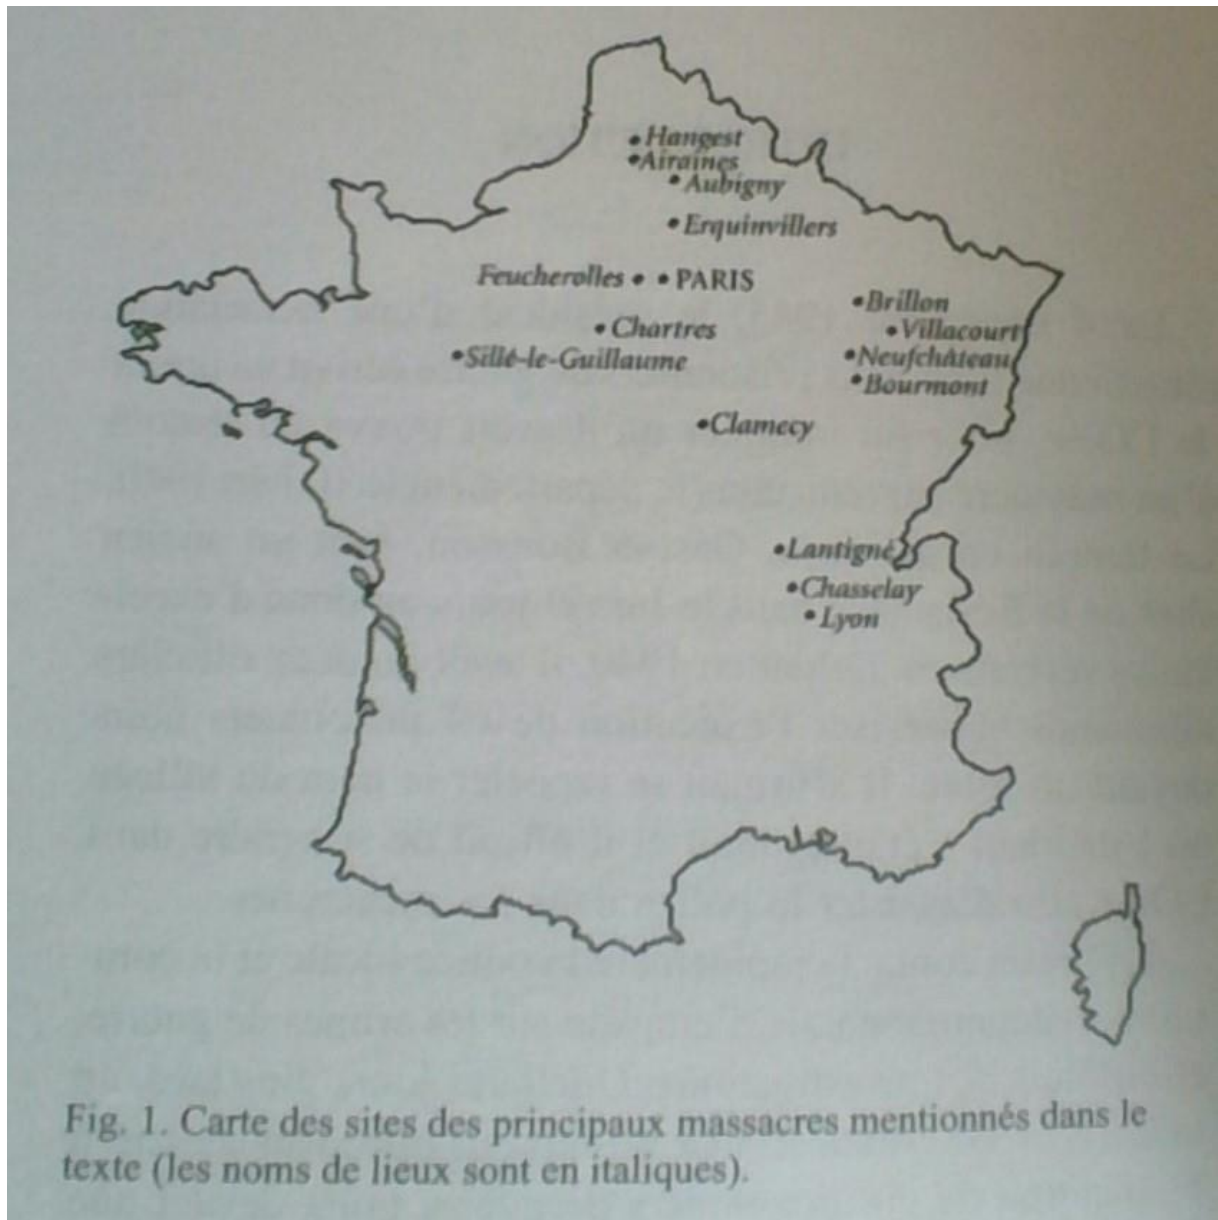 Hangest
Airaines
Aubigny
Erquinvillers
Feucherolles PARIS
Brillon
Chartres
Villacourt
Sillé-le-Guillaume
Neufchâteau
Bourmont
Clamecy
Lantigné
Chasselay
Lyon
Fig. 1. Carte des sites des principaux massacres mentionnés dans le
texte (les noms de lieux sont en italiques).